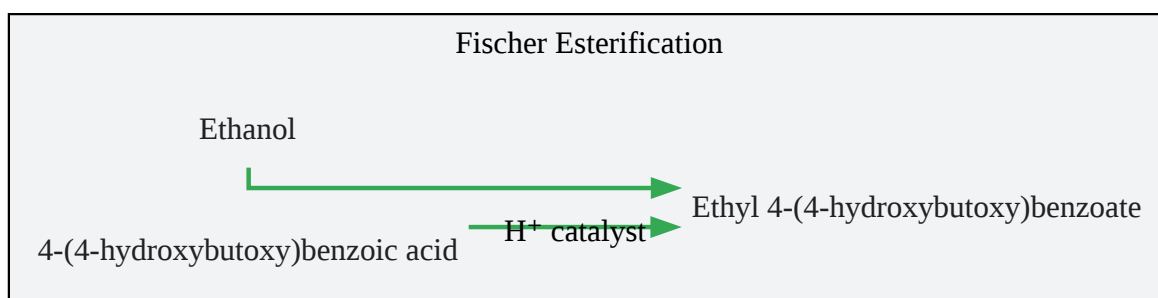 Fischer Esterification
Ethanol
Ethyl 4-(4-hydroxybutoxy)benzoate
H⁺ catalyst
4-(4-hydroxybutoxy)benzoic acid